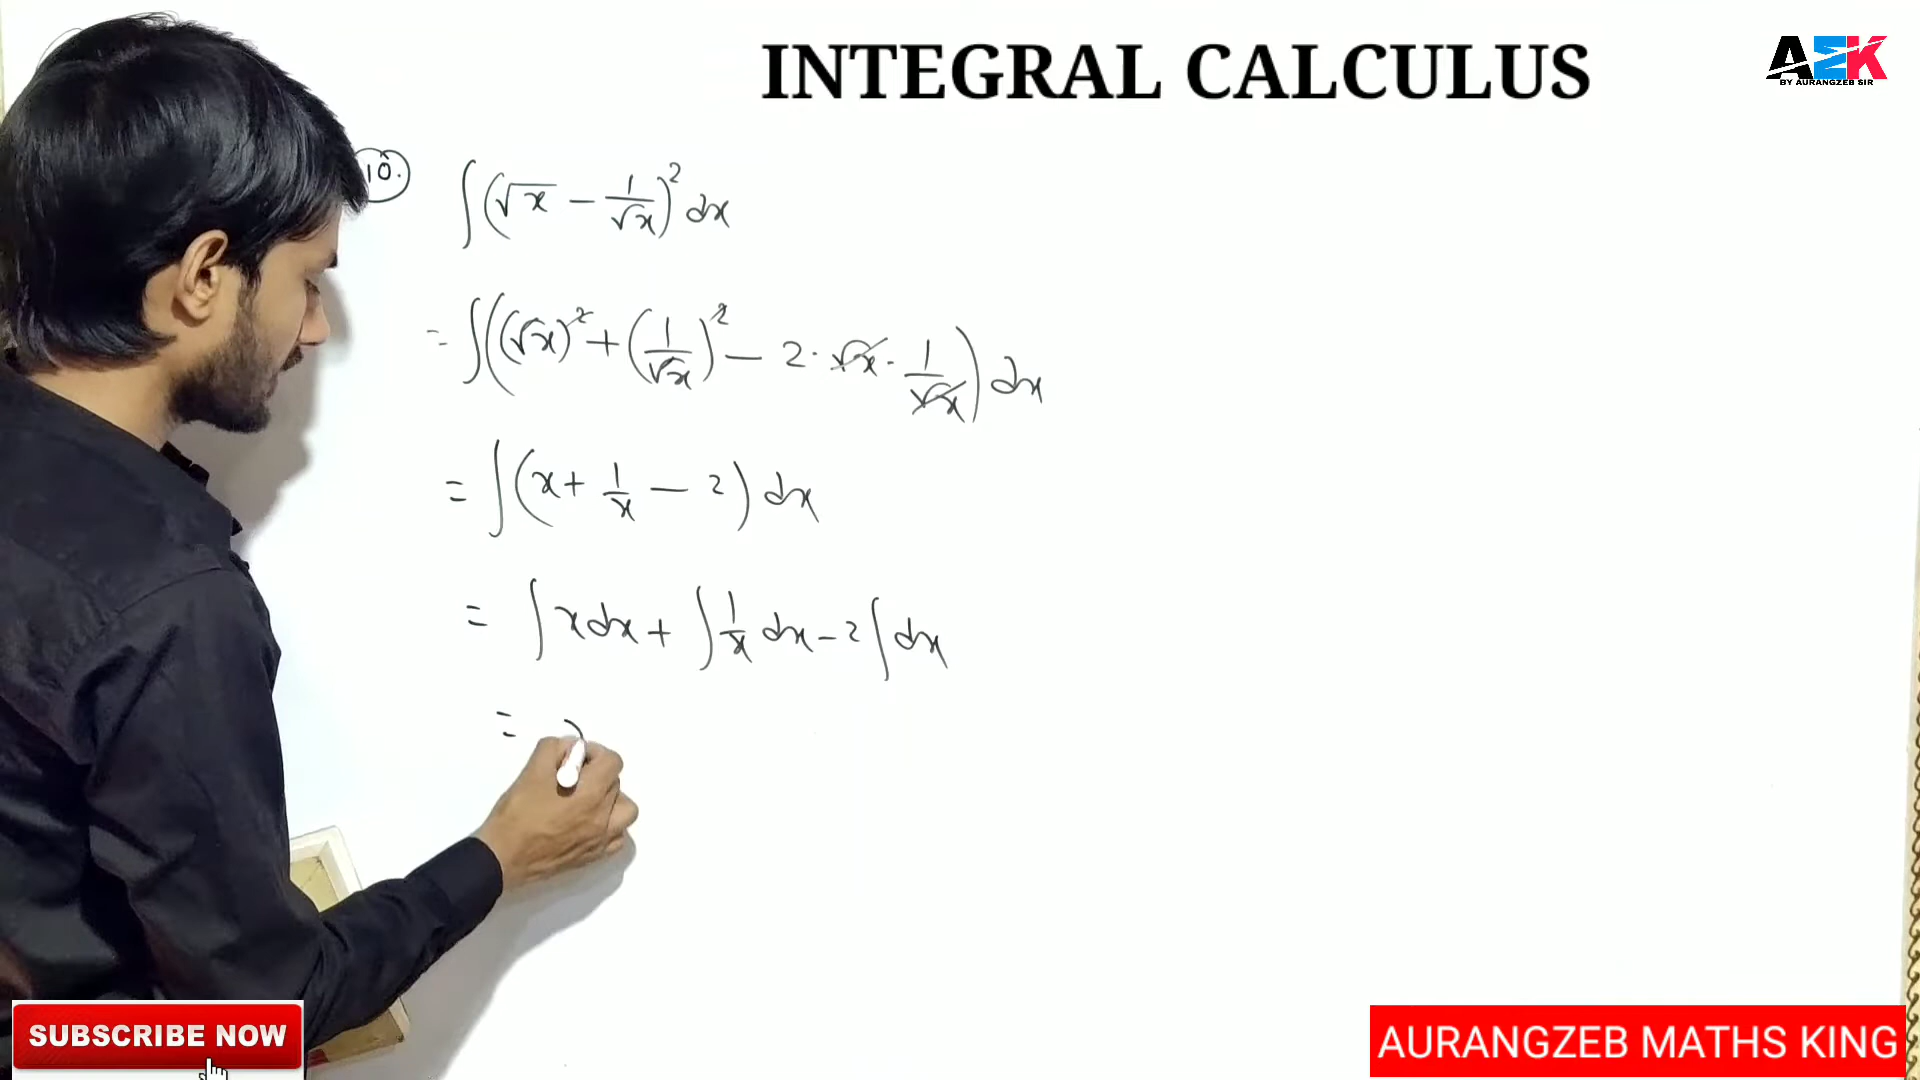 INTEGRAL CALCULUS
AEK
BY AURANGZEB SIR
10.
∫(√x − 1/√x)² dx
= ∫((√x)² + (1/√x)² − 2·√x·1/√x) dx
= ∫(x + 1/x − 2) dx
= ∫x dx + ∫1/x dx − 2∫dx
=
SUBSCRIBE NOW
AURANGZEB MATHS KING